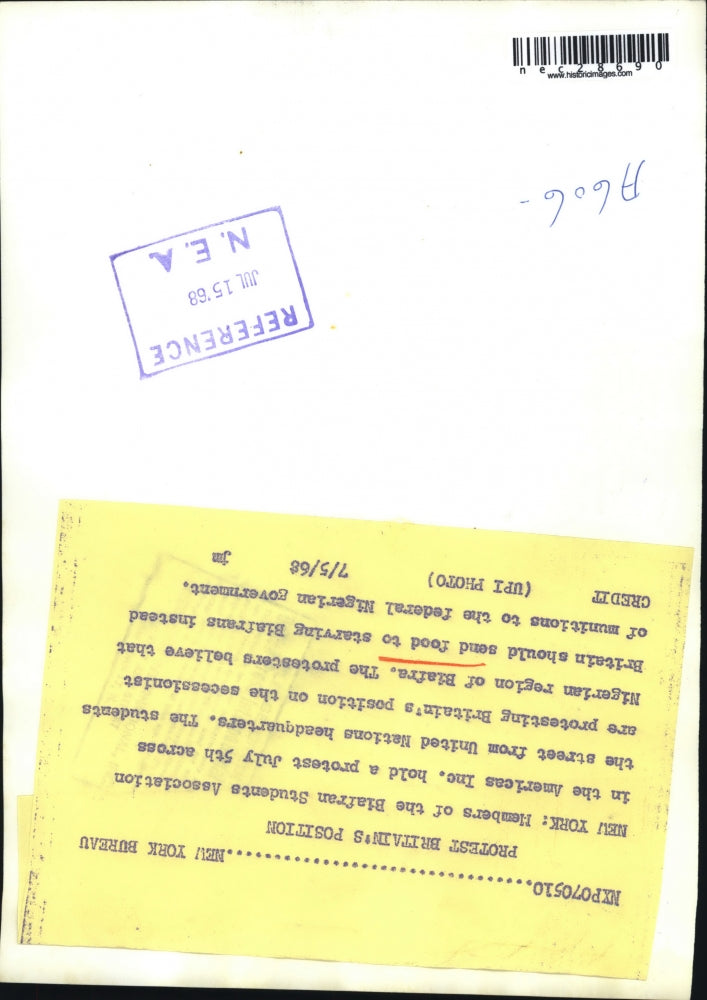 nec28690
www.historicimages.com
A606-
REFERENCE
JUL 15 '68
N.E.A.
NXP070510...............................NEW YORK BUREAU
PROTEST BRITAIN'S POSITION
NEW YORK: Members of the Biafran Students Association
in the Americas Inc. hold a protest July 5th across
the street from United Nations headquarters. The students
are protesting Britain's position on the secessionist
Nigerian region of Biafra. The protesters believe that
Britain should send food to starving Biafrans instead
of munitions to the federal Nigerian government.
CREDIT (UPI PHOTO) 7/5/68 jm